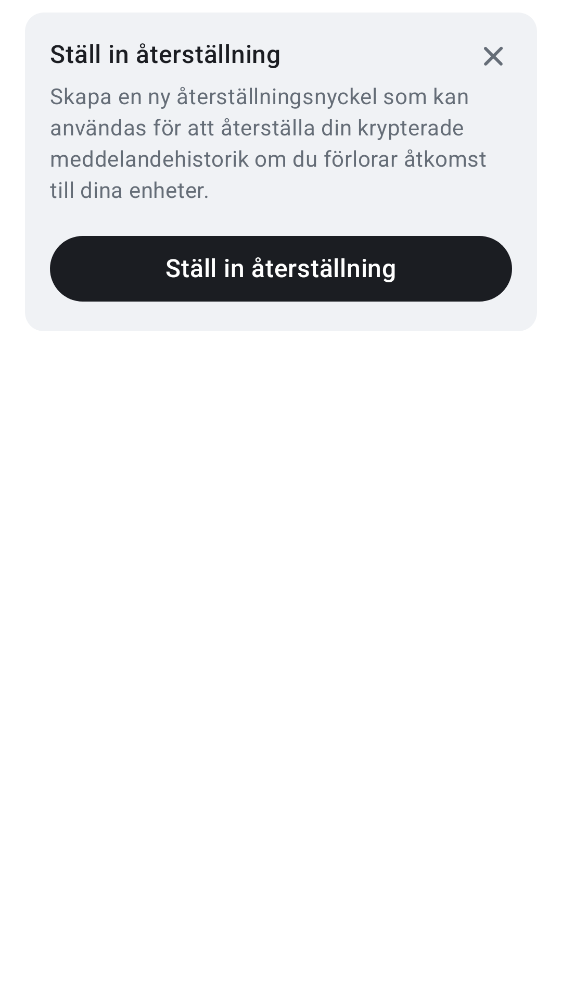 Ställ in återställning
Skapa en ny återställningsnyckel som kan
användas för att återställa din krypterade
meddelandehistorik om du förlorar åtkomst
till dina enheter.
Ställ in återställning